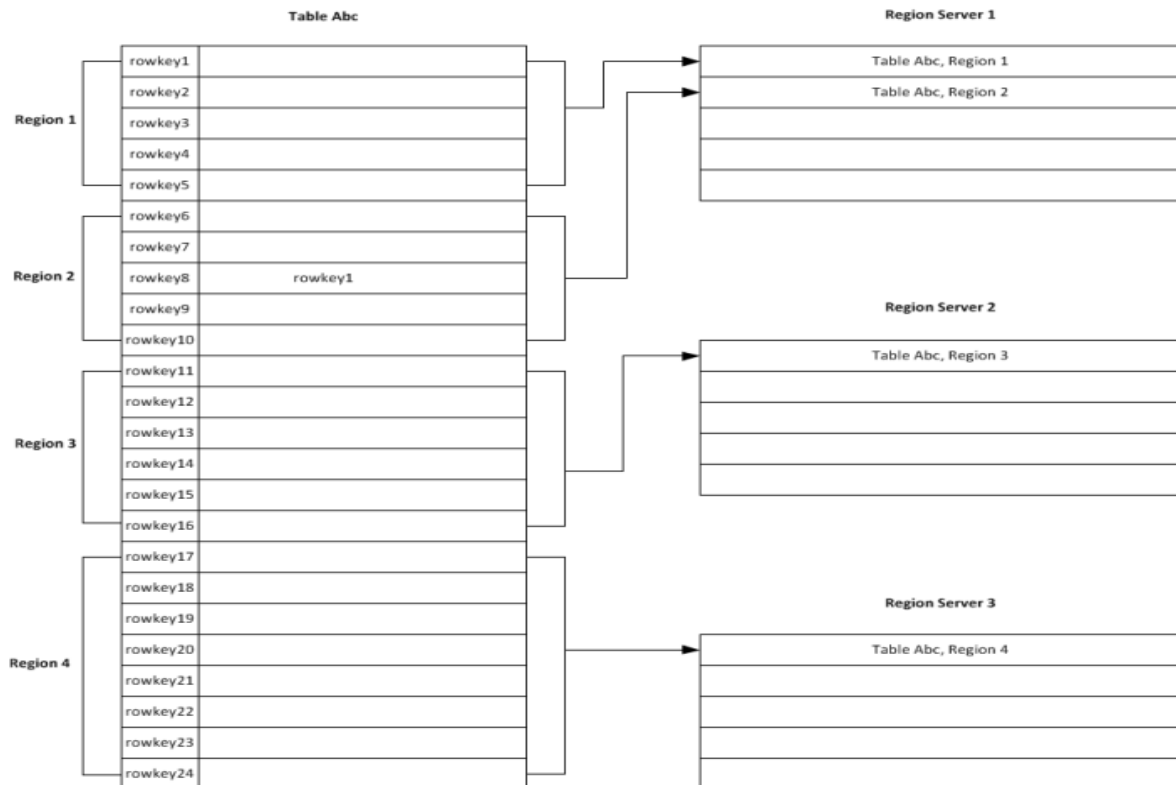 Table Abc
Region 1
rowkey1
rowkey2
rowkey3
rowkey4
rowkey5
Region 2
rowkey6
rowkey7
rowkey8 rowkey1
rowkey9
rowkey10
Region 3
rowkey11
rowkey12
rowkey13
rowkey14
rowkey15
rowkey16
Region 4
rowkey17
rowkey18
rowkey19
rowkey20
rowkey21
rowkey22
rowkey23
rowkey24
Region Server 1
Table Abc, Region 1
Table Abc, Region 2
Region Server 2
Table Abc, Region 3
Region Server 3
Table Abc, Region 4